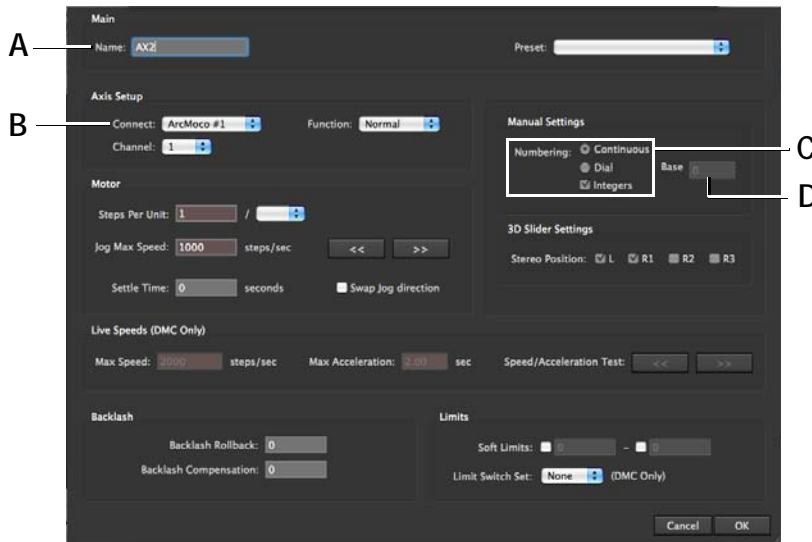 Main
A
Name: AX2
Preset:
Axis Setup
B
Connect: ArcMoco #1
Function: Normal
Channel: 1
Manual Settings
Numbering: Continuous
Dial
Integers
Base 0
C
D
Motor
Steps Per Unit: 1 /
Jog Max Speed: 1000 steps/sec << >>
Settle Time: 0 seconds
Swap Jog direction
3D Slider Settings
Stereo Position: L R1 R2 R3
Live Speeds (DMC Only)
Max Speed: 2000 steps/sec Max Acceleration: 2.00 sec Speed/Acceleration Test: << >>
Backlash
Backlash Rollback: 0
Backlash Compensation: 0
Limits
Soft Limits: 0 - 0
Limit Switch Set: None (DMC Only)
Cancel OK